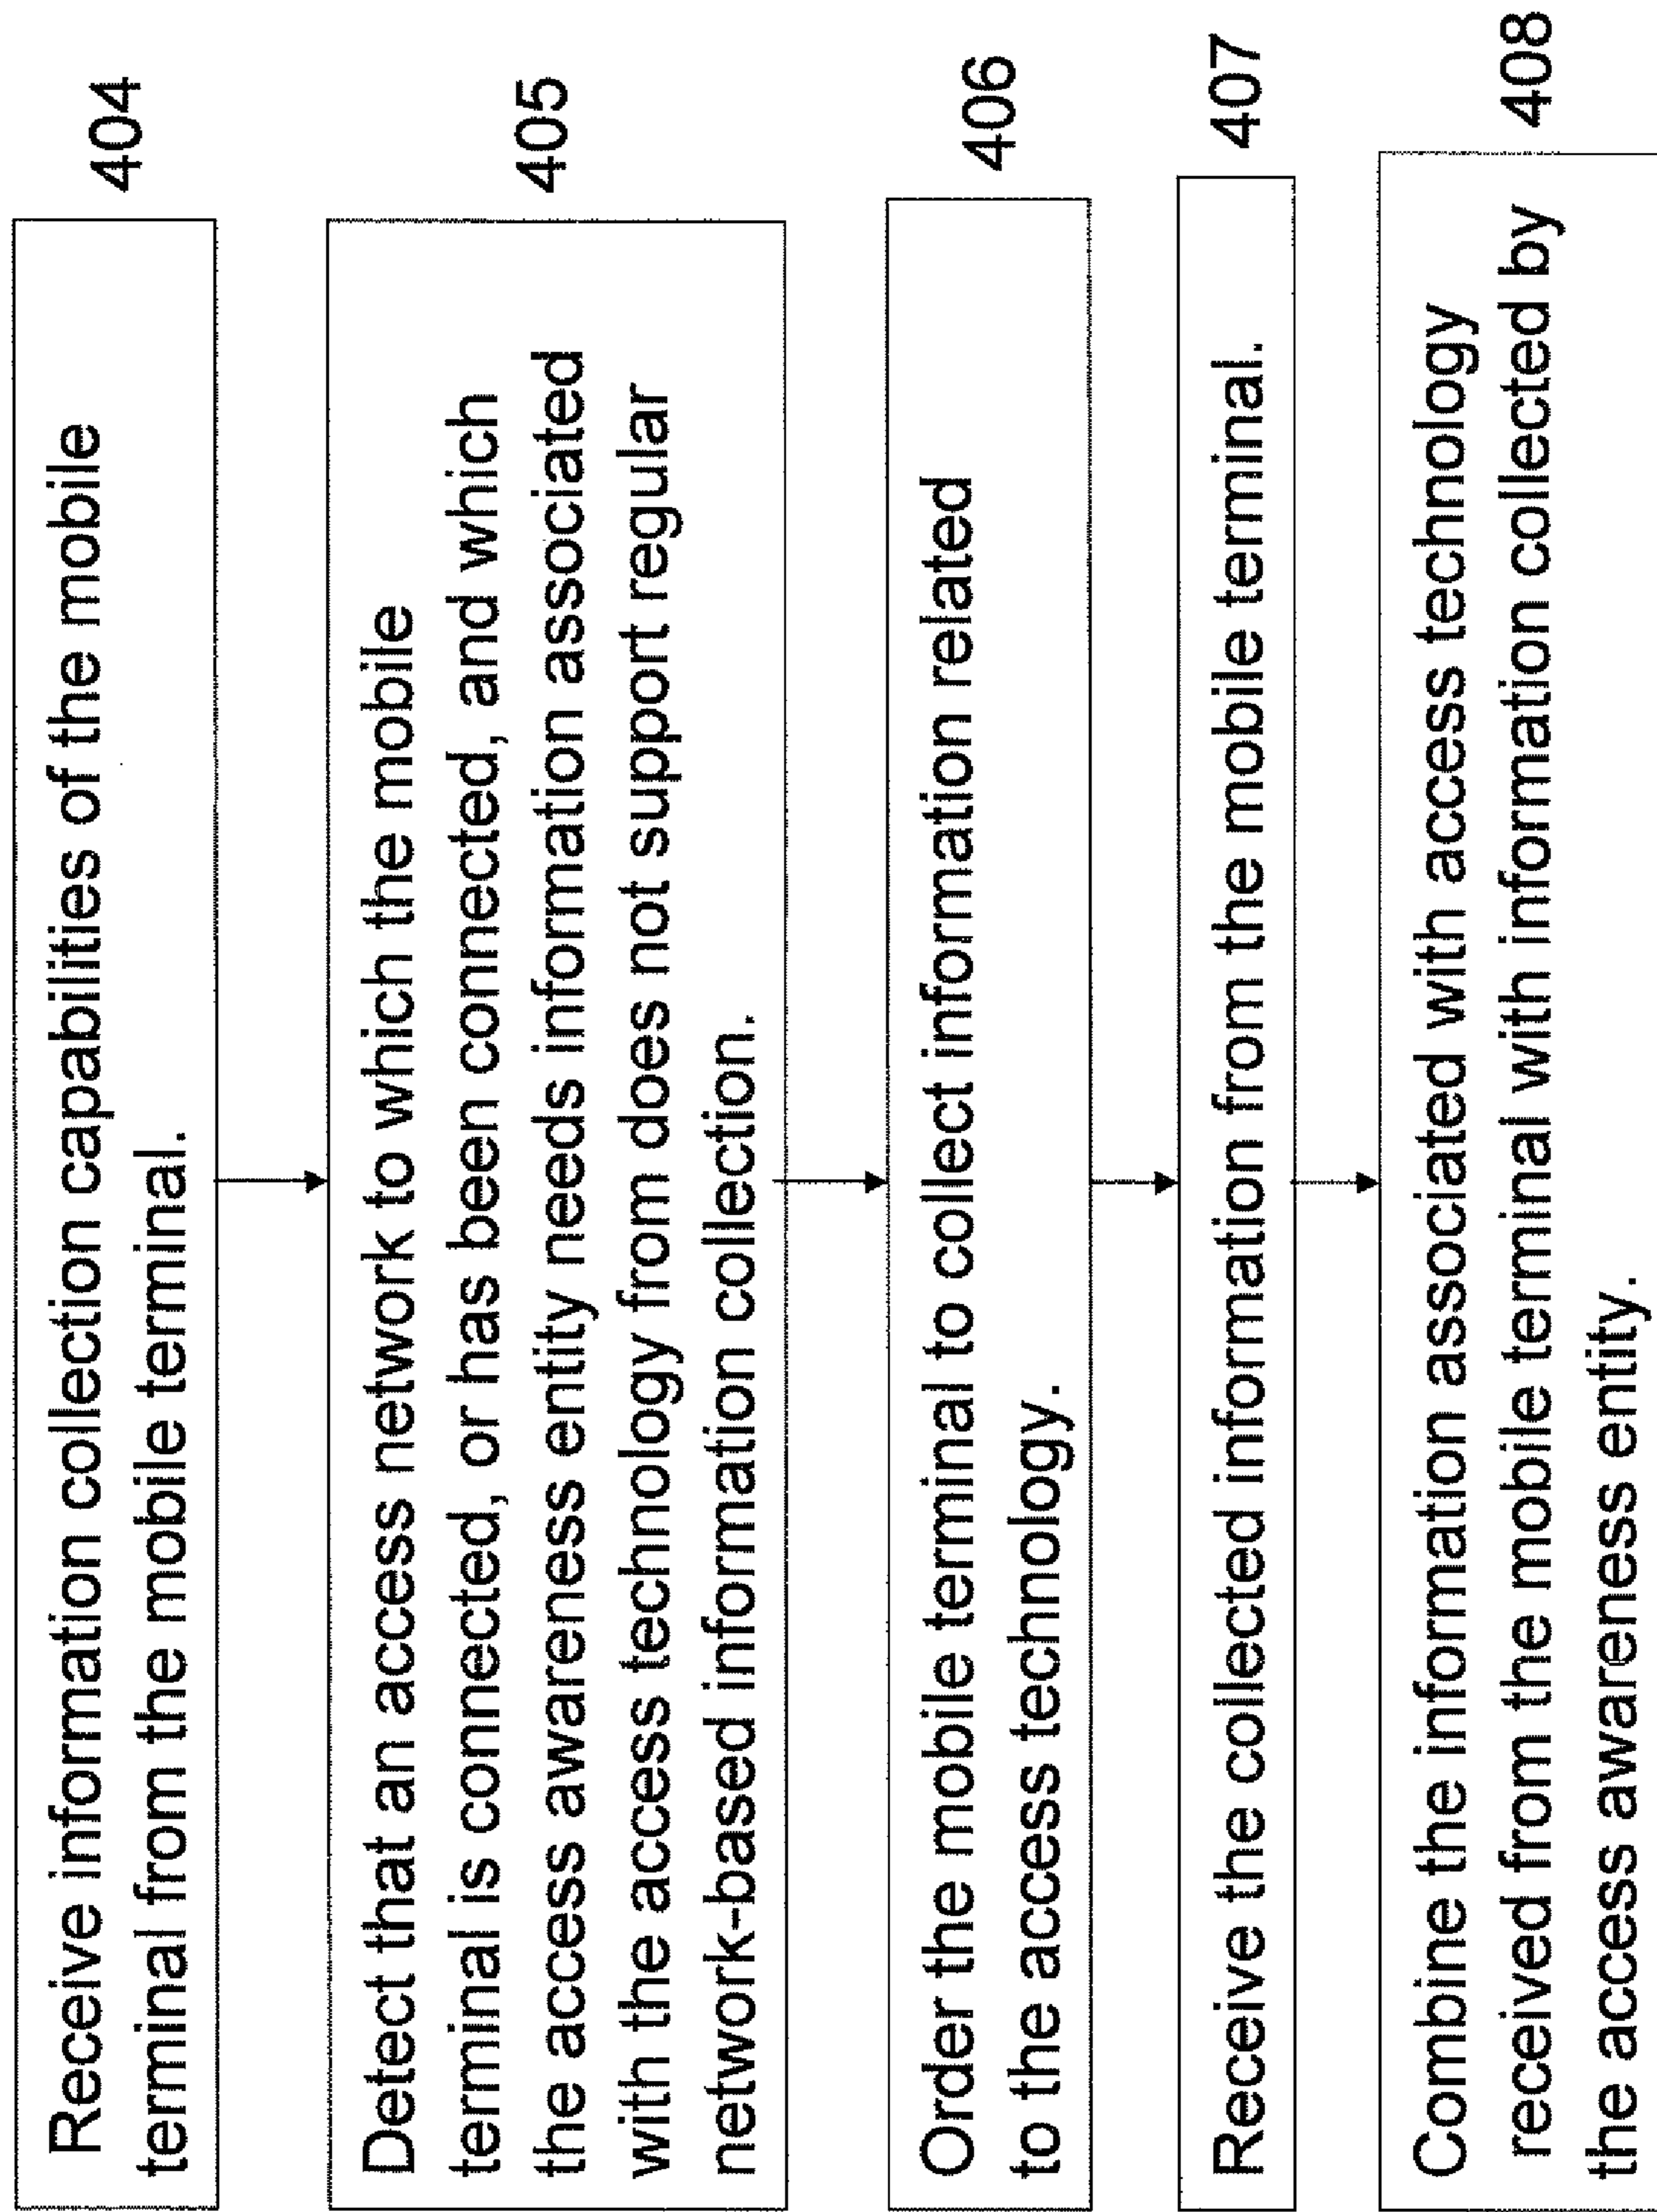 Receive information collection capabilities of the mobile
terminal from the mobile terminal.
404
Detect that an access network to which the mobile
terminal is connected, or has been connected, and which
the access awareness entity needs information associated
with the access technology from does not support regular
network-based information collection.
405
Order the mobile terminal to collect information related
to the access technology.
406
Receive the collected information from the mobile terminal.
407
Combine the information associated with access technology
received from the mobile terminal with information collected by
the access awareness entity.
408